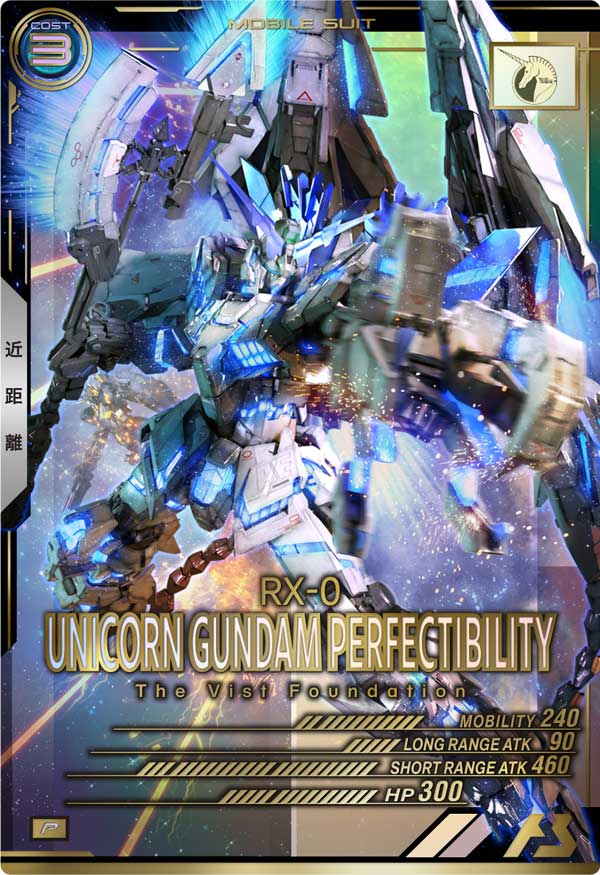 COST
3
MOBILE SUIT
近距離
RX-0
UNICORN GUNDAM PERFECTIBILITY
The Vist Foundation
MOBILITY 240
LONG RANGE ATK 90
SHORT RANGE ATK 460
HP 300
P
AB